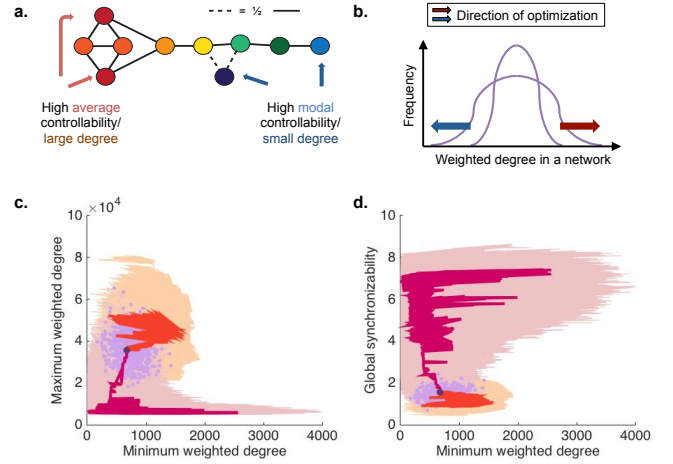 a.
= ½
High average
controllability/
large degree
High modal
controllability/
small degree
b.
Direction of optimization
Frequency
Weighted degree in a network
c.
× 10⁴
10
8
6
4
2
0
Maximum weighted degree
0 1000 2000 3000 4000
Minimum weighted degree
d.
10
8
6
4
2
0
Global synchronizability
0 1000 2000 3000 4000
Minimum weighted degree